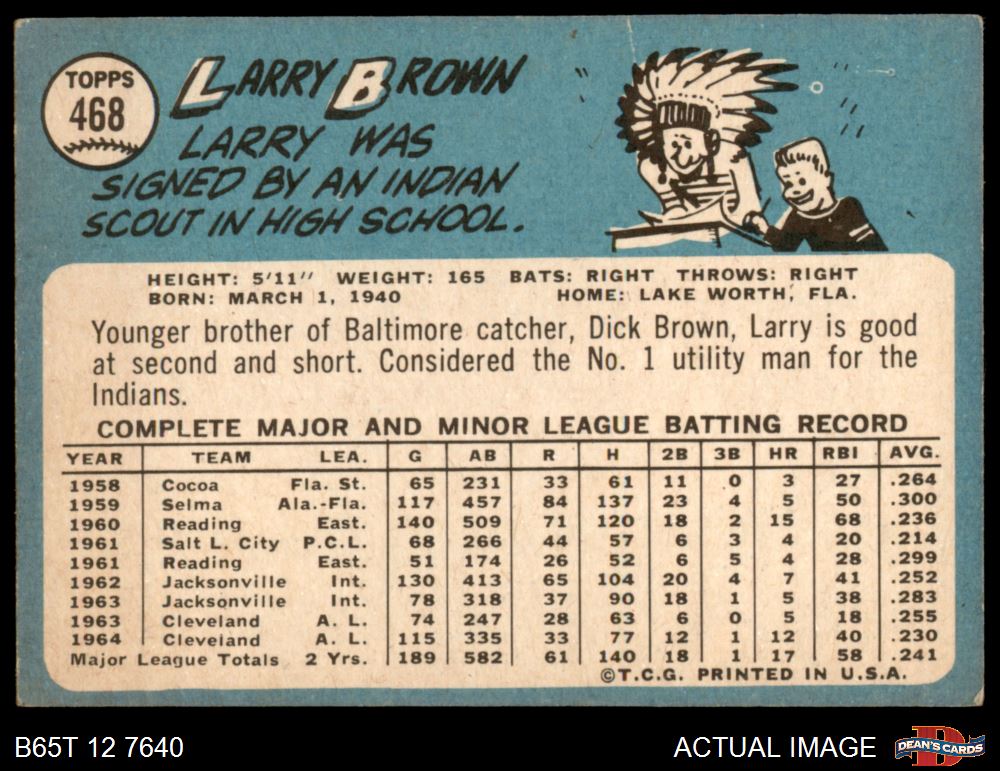 TOPPS
468
LARRY BROWN
LARRY WAS
SIGNED BY AN INDIAN
SCOUT IN HIGH SCHOOL.
HEIGHT: 5'11" WEIGHT: 165 BATS: RIGHT THROWS: RIGHT
BORN: MARCH 1, 1940 HOME: LAKE WORTH, FLA.
Younger brother of Baltimore catcher, Dick Brown, Larry is good
at second and short. Considered the No. 1 utility man for the
Indians.
COMPLETE MAJOR AND MINOR LEAGUE BATTING RECORD
YEAR TEAM LEA. G AB R H 2B 3B HR RBI AVG.
1958 Cocoa Fla. St. 65 231 33 61 11 0 3 27 .264
1959 Selma Ala.-Fla. 117 457 84 137 23 4 5 50 .300
1960 Reading East. 140 509 71 120 18 2 15 68 .236
1961 Salt L. City P.C.L. 68 266 44 57 6 3 4 20 .214
1961 Reading East. 51 174 26 52 6 5 4 28 .299
1962 Jacksonville Int. 130 413 65 104 20 4 7 41 .252
1963 Jacksonville Int. 78 318 37 90 18 1 5 38 .283
1963 Cleveland A. L. 74 247 28 63 6 0 5 18 .255
1964 Cleveland A. L. 115 335 33 77 12 1 12 40 .230
Major League Totals 2 Yrs. 189 582 61 140 18 1 17 58 .241
©T.C.G. PRINTED IN U.S.A.
B65T 12 7640
ACTUAL IMAGE
D
DEAN'S CARDS